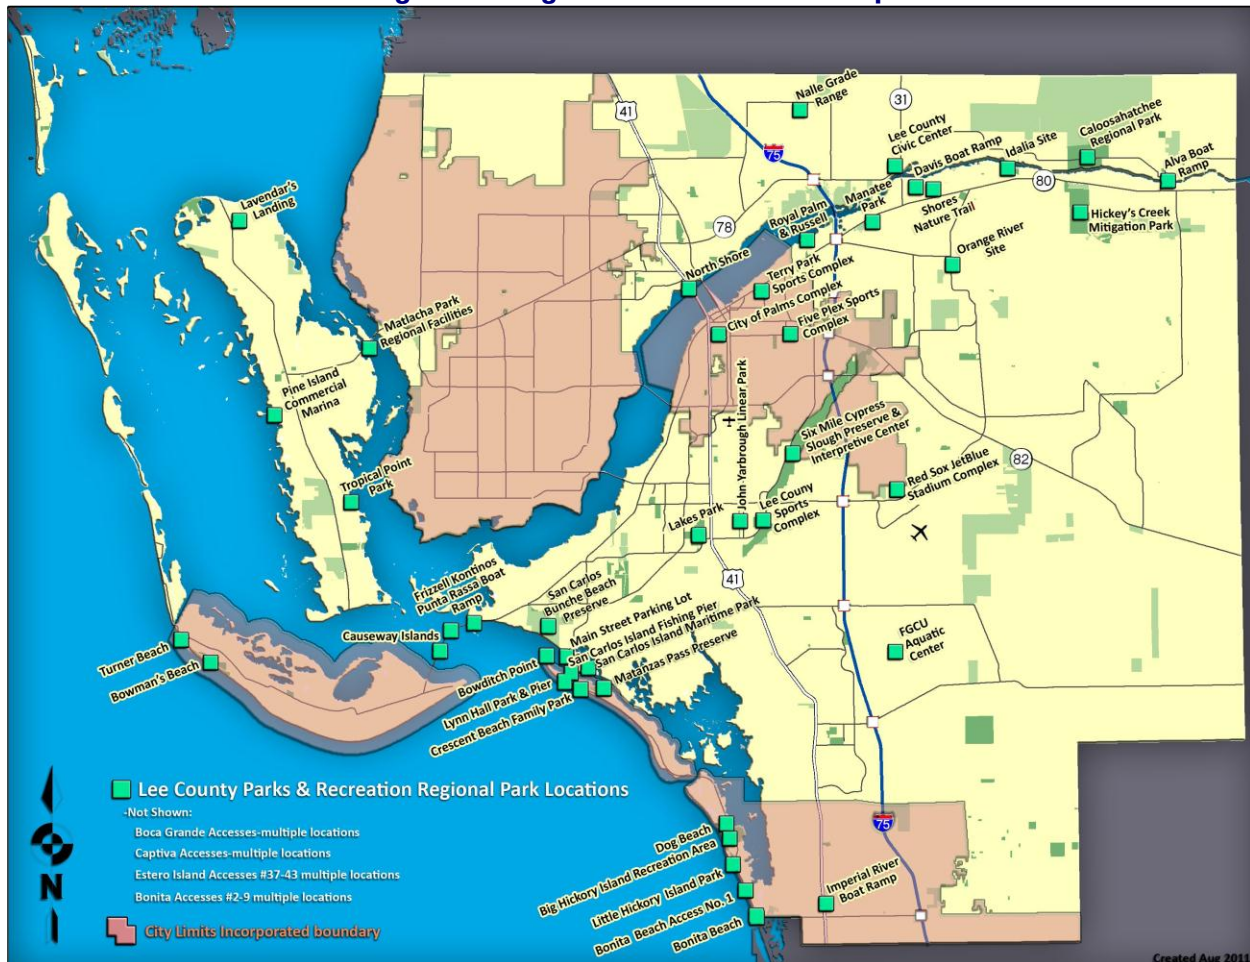 41
Nalle Grade
Range
31
Lee County
Civic Center
Davis Boat Ramp
Idalia Site
Caloosahatchee
Regional Park
Alva Boat
Ramp
75
80
Lavendar's
Landing
78
Royal Palm
& Russell
Manatee
Park
Shores
Nature Trail
Hickey's Creek
Mitigation Park
Orange River
Site
North Shore
Terry Park
Sports Complex
City of Palms Complex
Five Plex Sports
Complex
Matlacha Park
Regional Facilities
Pine Island
Commercial
Marina
John Yarbrough Linear Park
Six Mile Cypress
Slough Preserve &
Interpretive Center
82
Tropical Point
Park
Red Sox JetBlue
Stadium Complex
Lakes Park
Lee Couny
Sports
Complex
41
Frizzell Kontinos
Punta Rassa Boat
Ramp
San Carlos
Bunche Beach
Preserve
Causeway Islands
Main Street Parking Lot
San Carlos Island Fishing Pier
San Carlos Island Maritime Park
Matanzas Pass Preserve
FGCU
Aquatic
Center
Turner Beach
Bowman's Beach
Bowditch Point
Lynn Hall Park & Pier
Crescent Beach Family Park
Lee County Parks & Recreation Regional Park Locations
-Not Shown:
Boca Grande Accesses-multiple locations
Captiva Accesses-multiple locations
Estero Island Accesses #37-43 multiple locations
Bonita Accesses #2-9 multiple locations
N
City Limits Incorporated boundary
75
Dog Beach
Big Hickory Island Recreation Area
Little Hickory Island Park
Bonita Beach Access No. 1
Bonita Beach
Imperial River
Boat Ramp
Created Aug 2011